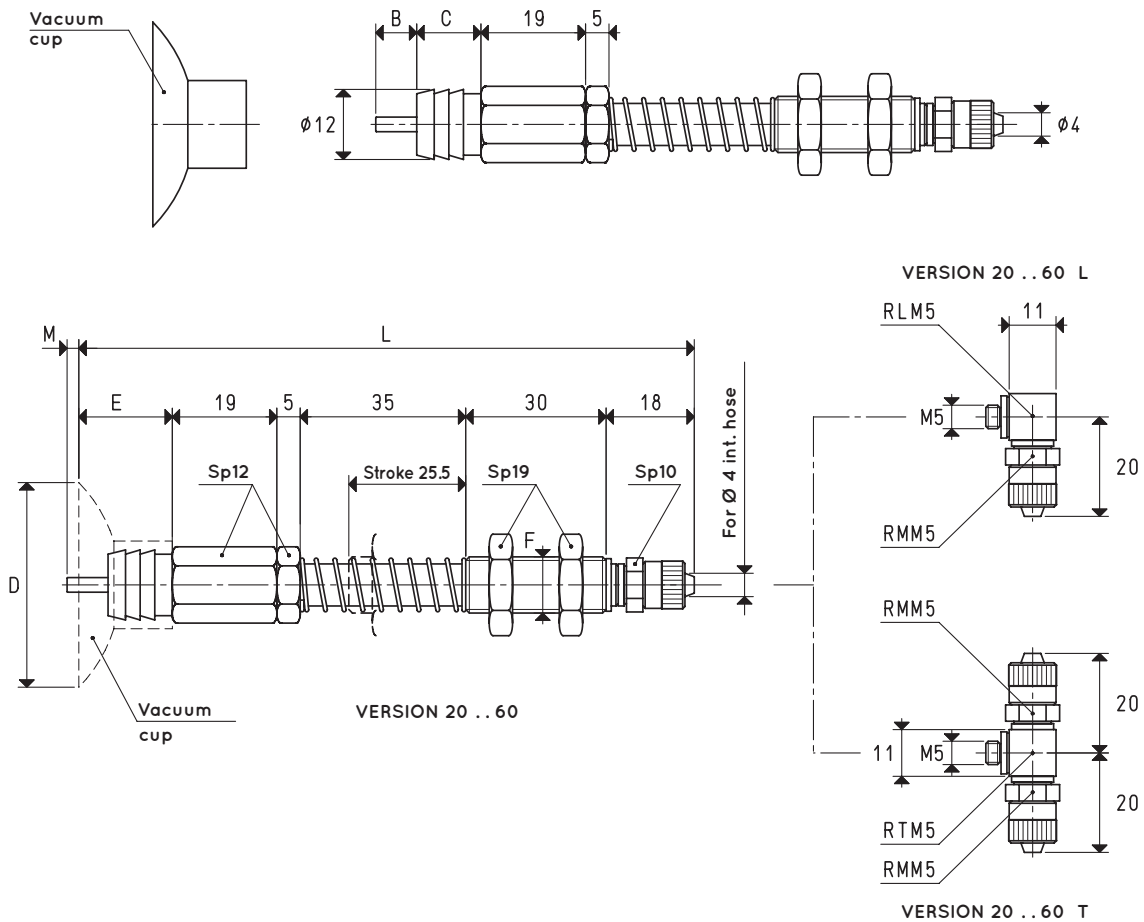 Vacuum
cup
B
C
19
5
ϕ12
ϕ4
VERSION 20 . . 60 L
RLM5
11
M5
20
RMM5
M
L
E
19
5
35
30
18
Sp12
Stroke 25.5
Sp19
Sp10
For Ø 4 int. hose
F
D
Vacuum
cup
VERSION 20 . . 60
RMM5
20
11
M5
20
RTM5
RMM5
VERSION 20 . . 60 T